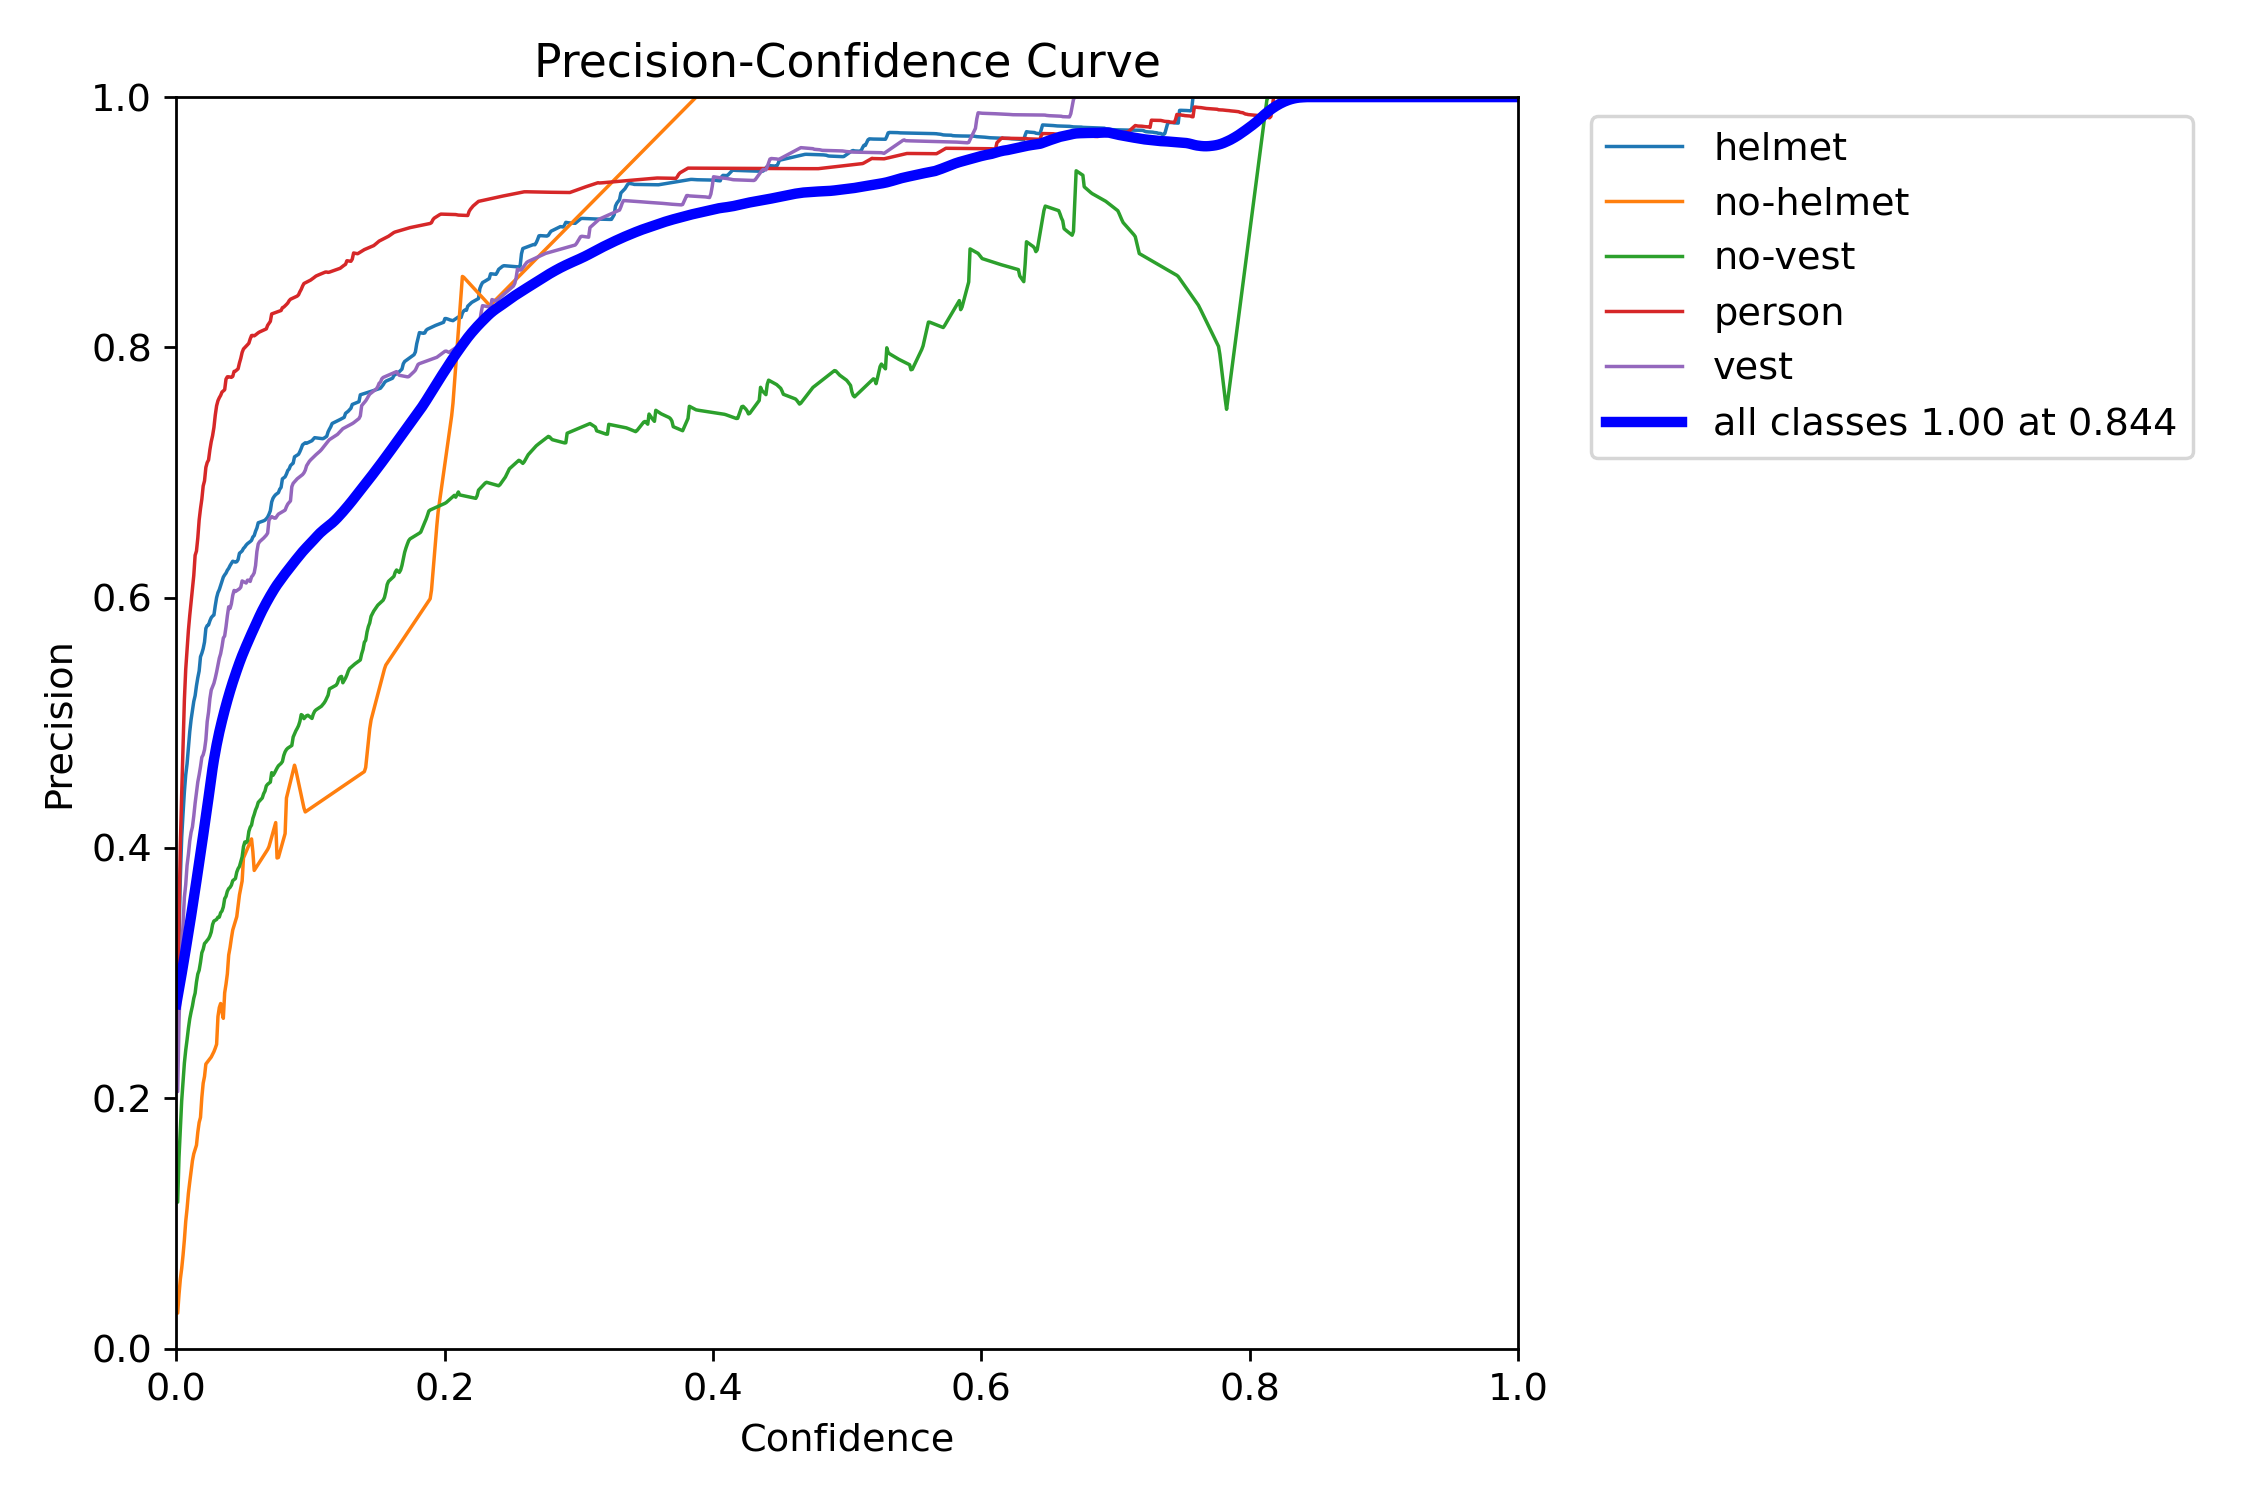 Precision-Confidence Curve
1.0
0.8
0.6
0.4
0.2
0.0
Precision
0.0 0.2 0.4 0.6 0.8 1.0
Confidence
helmet
no-helmet
no-vest
person
vest
all classes 1.00 at 0.844